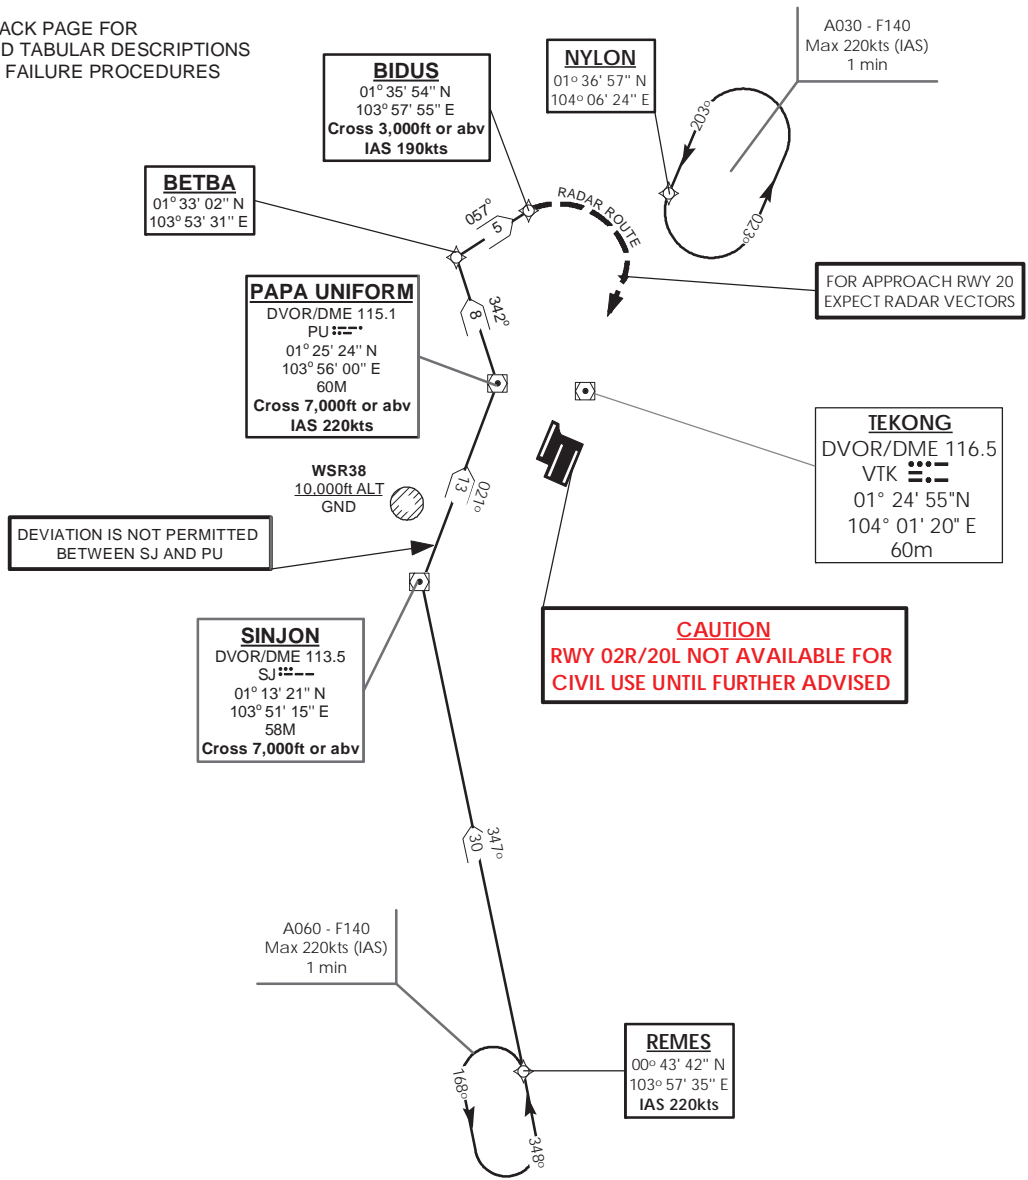 ACK PAGE FOR
D TABULAR DESCRIPTIONS
FAILURE PROCEDURES
A030 - F140
Max 220kts (IAS)
1 min
NYLON
01° 36' 57" N
104° 06' 24" E
203°
023°
BIDUS
01° 35' 54" N
103° 57' 55" E
Cross 3,000ft or abv
IAS 190kts
BETBA
01° 33' 02" N
103° 53' 31" E
057°
5
RADAR ROUTE
FOR APPROACH RWY 20
EXPECT RADAR VECTORS
PAPA UNIFORM
DVOR/DME 115.1
PU
01° 25' 24" N
103° 56' 00" E
60M
Cross 7,000ft or abv
IAS 220kts
342°
8
TEKONG
DVOR/DME 116.5
VTK
01° 24' 55"N
104° 01' 20" E
60m
WSR38
10,000ft ALT
GND
021°
13
DEVIATION IS NOT PERMITTED
BETWEEN SJ AND PU
CAUTION
RWY 02R/20L NOT AVAILABLE FOR
CIVIL USE UNTIL FURTHER ADVISED
SINJON
DVOR/DME 113.5
SJ
01° 13' 21" N
103° 51' 15" E
58M
Cross 7,000ft or abv
347°
30
A060 - F140
Max 220kts (IAS)
1 min
REMES
00° 43' 42" N
103° 57' 35" E
IAS 220kts
168°
348°